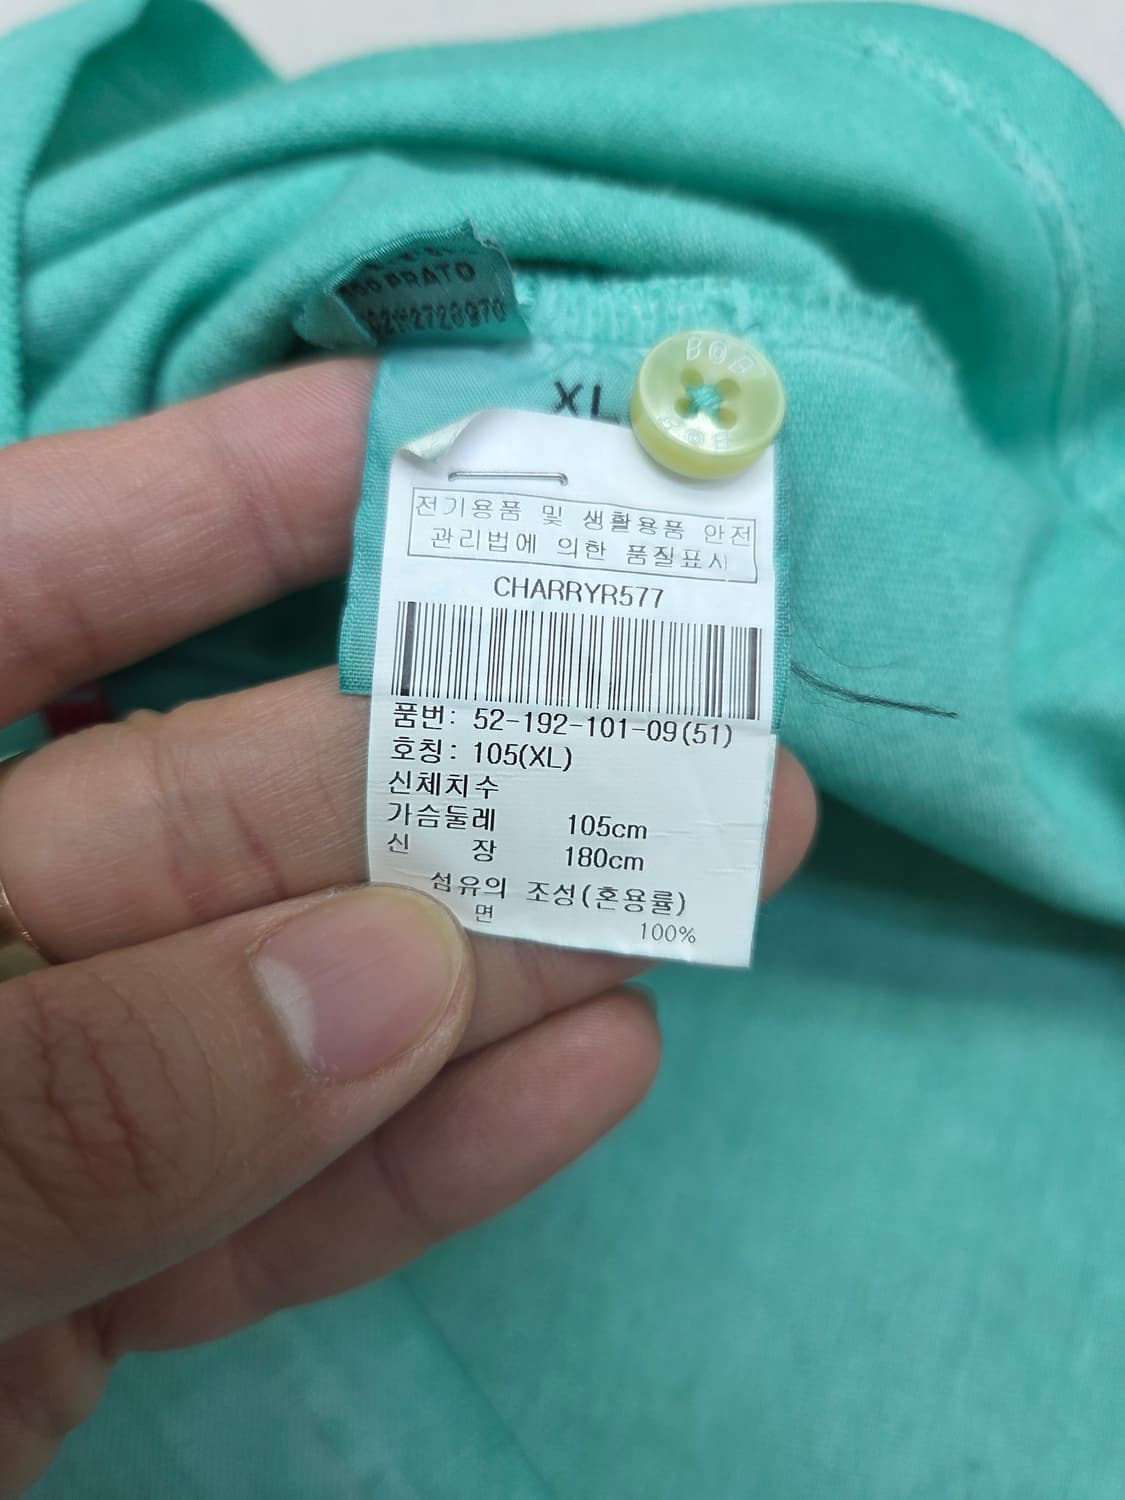 PRATO
XL
BOB
BOB
전기용품 및 생활용품 안전
관리법에 의한 품질표시
CHARRYR577
품번: 52-192-101-09(51)
호칭: 105(XL)
신체치수
가슴둘레 105cm
신 장 180cm
섬유의 조성(혼용률)
면 100%